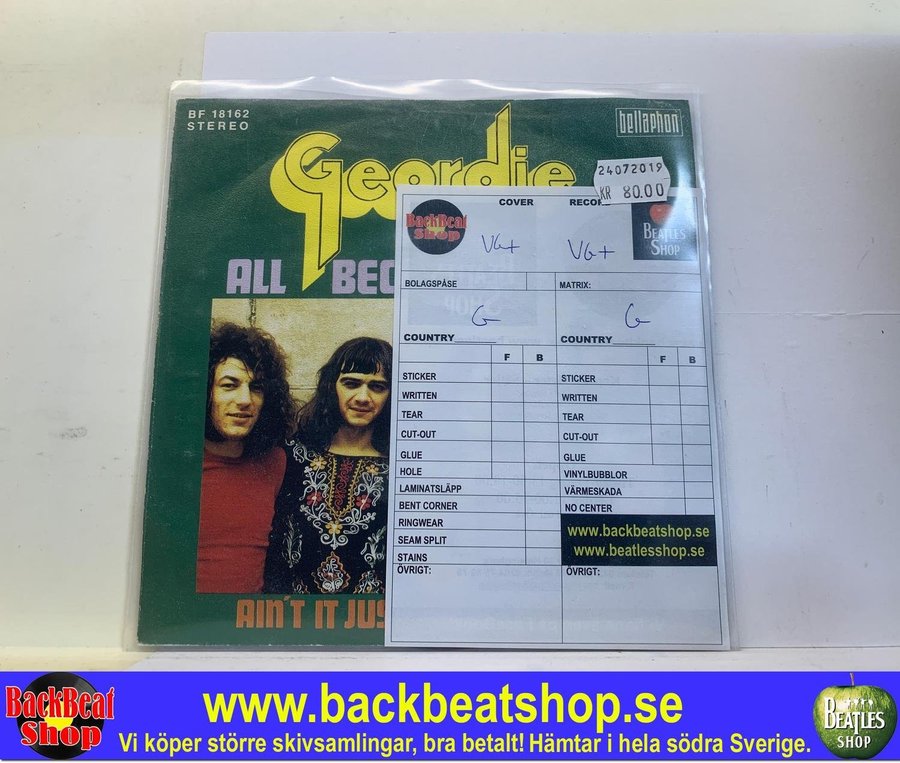 BF 18162
STEREO
bellaphon
Geordie
24072019
KR 80.00
ALL BEC
COVER
BackBeat
Shop
VG+
VG+
BEATLES
SHOP
BOLAGSPÅSE
MATRIX:
G
G
COUNTRY______
COUNTRY______
F B
F B
STICKER
STICKER
WRITTEN
WRITTEN
TEAR
TEAR
CUT-OUT
CUT-OUT
GLUE
GLUE
HOLE
VINYLBUBBLOR
LAMINATSLÄPP
VÄRMESKADA
BENT CORNER
NO CENTER
RINGWEAR
SEAM SPLIT
STAINS
www.backbeatshop.se
www.beatlesshop.se
ÖVRIGT:
ÖVRIGT:
AIN'T IT JUS
BackBeat
Shop
www.backbeatshop.se
Vi köper större skivsamlingar, bra betalt! Hämtar i hela södra Sverige.
BEATLES
SHOP